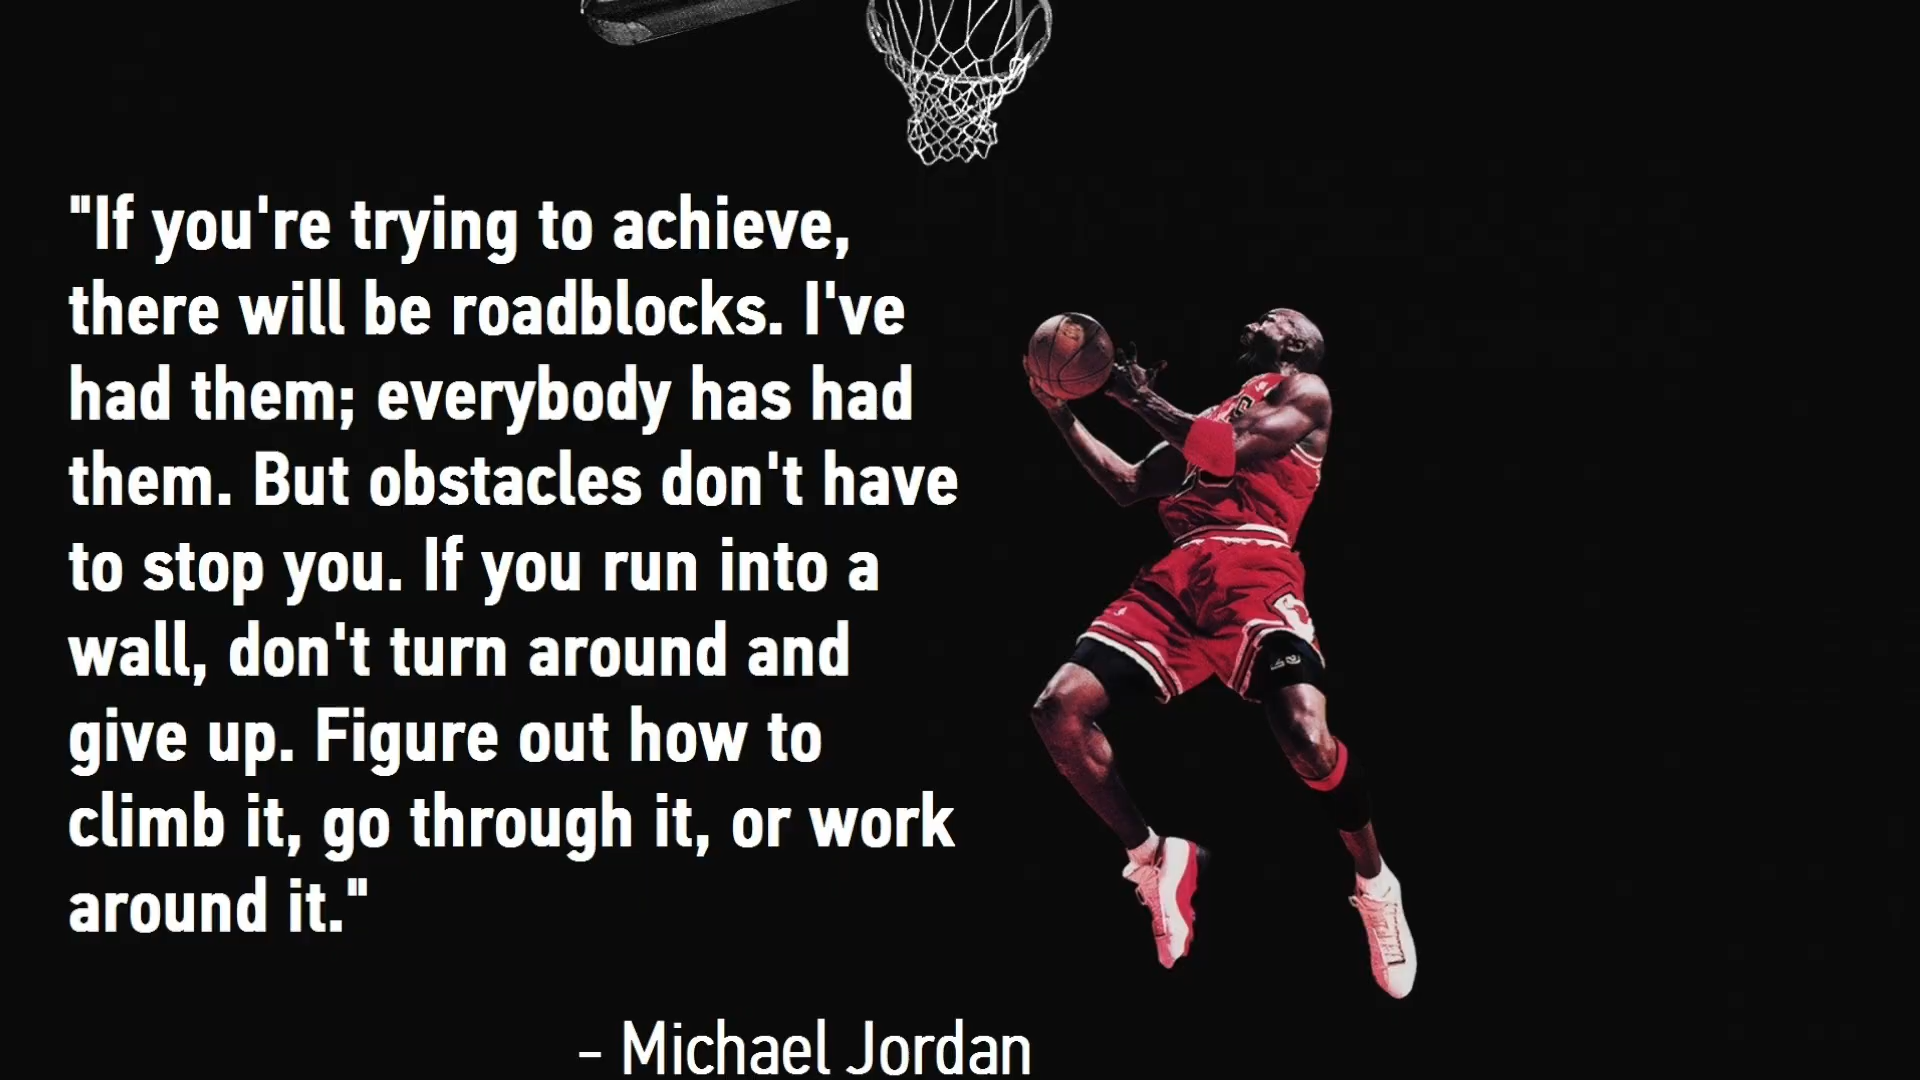 "If you're trying to achieve,
there will be roadblocks. I've
had them; everybody has had
them. But obstacles don't have
to stop you. If you run into a
wall, don't turn around and
give up. Figure out how to
climb it, go through it, or work
around it."
- Michael Jordan